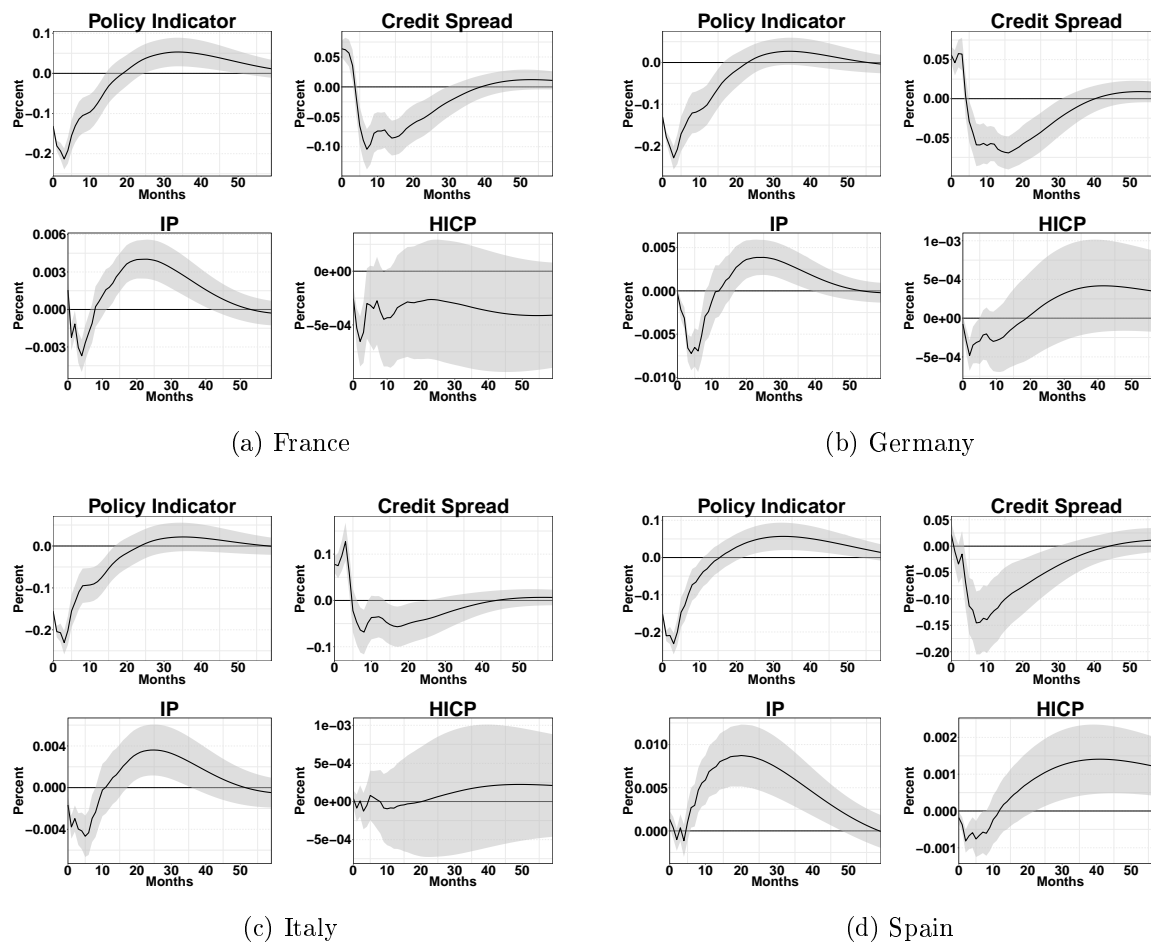 Policy Indicator
Percent
0.1
0.0
−0.1
−0.2
0 10 20 30 40 50
Months
Credit Spread
Percent
0.05
0.00
−0.05
−0.10
0 10 20 30 40 50
Months
IP
Percent
0.006
0.003
0.000
−0.003
0 10 20 30 40 50
Months
HICP
Percent
0e+00
−5e−04
0 10 20 30 40 50
Months
(a) France
Policy Indicator
Percent
0.0
−0.1
−0.2
0 10 20 30 40 50
Months
Credit Spread
Percent
0.05
0.00
−0.05
0 10 20 30 40 50
Months
IP
Percent
0.005
0.000
−0.005
−0.010
0 10 20 30 40 50
Months
HICP
Percent
1e−03
5e−04
0e+00
−5e−04
0 10 20 30 40 50
Months
(b) Germany
Policy Indicator
Percent
0.0
−0.1
−0.2
0 10 20 30 40 50
Months
Credit Spread
Percent
0.1
0.0
−0.1
0 10 20 30 40 50
Months
IP
Percent
0.004
0.000
−0.004
0 10 20 30 40 50
Months
HICP
Percent
1e−03
5e−04
0e+00
−5e−04
0 10 20 30 40 50
Months
(c) Italy
Policy Indicator
Percent
0.1
0.0
−0.1
−0.2
0 10 20 30 40 50
Months
Credit Spread
Percent
0.05
0.00
−0.05
−0.10
−0.15
−0.20
0 10 20 30 40 50
Months
IP
Percent
0.010
0.005
0.000
0 10 20 30 40 50
Months
HICP
Percent
0.002
0.001
0.000
−0.001
0 10 20 30 40 50
Months
(d) Spain